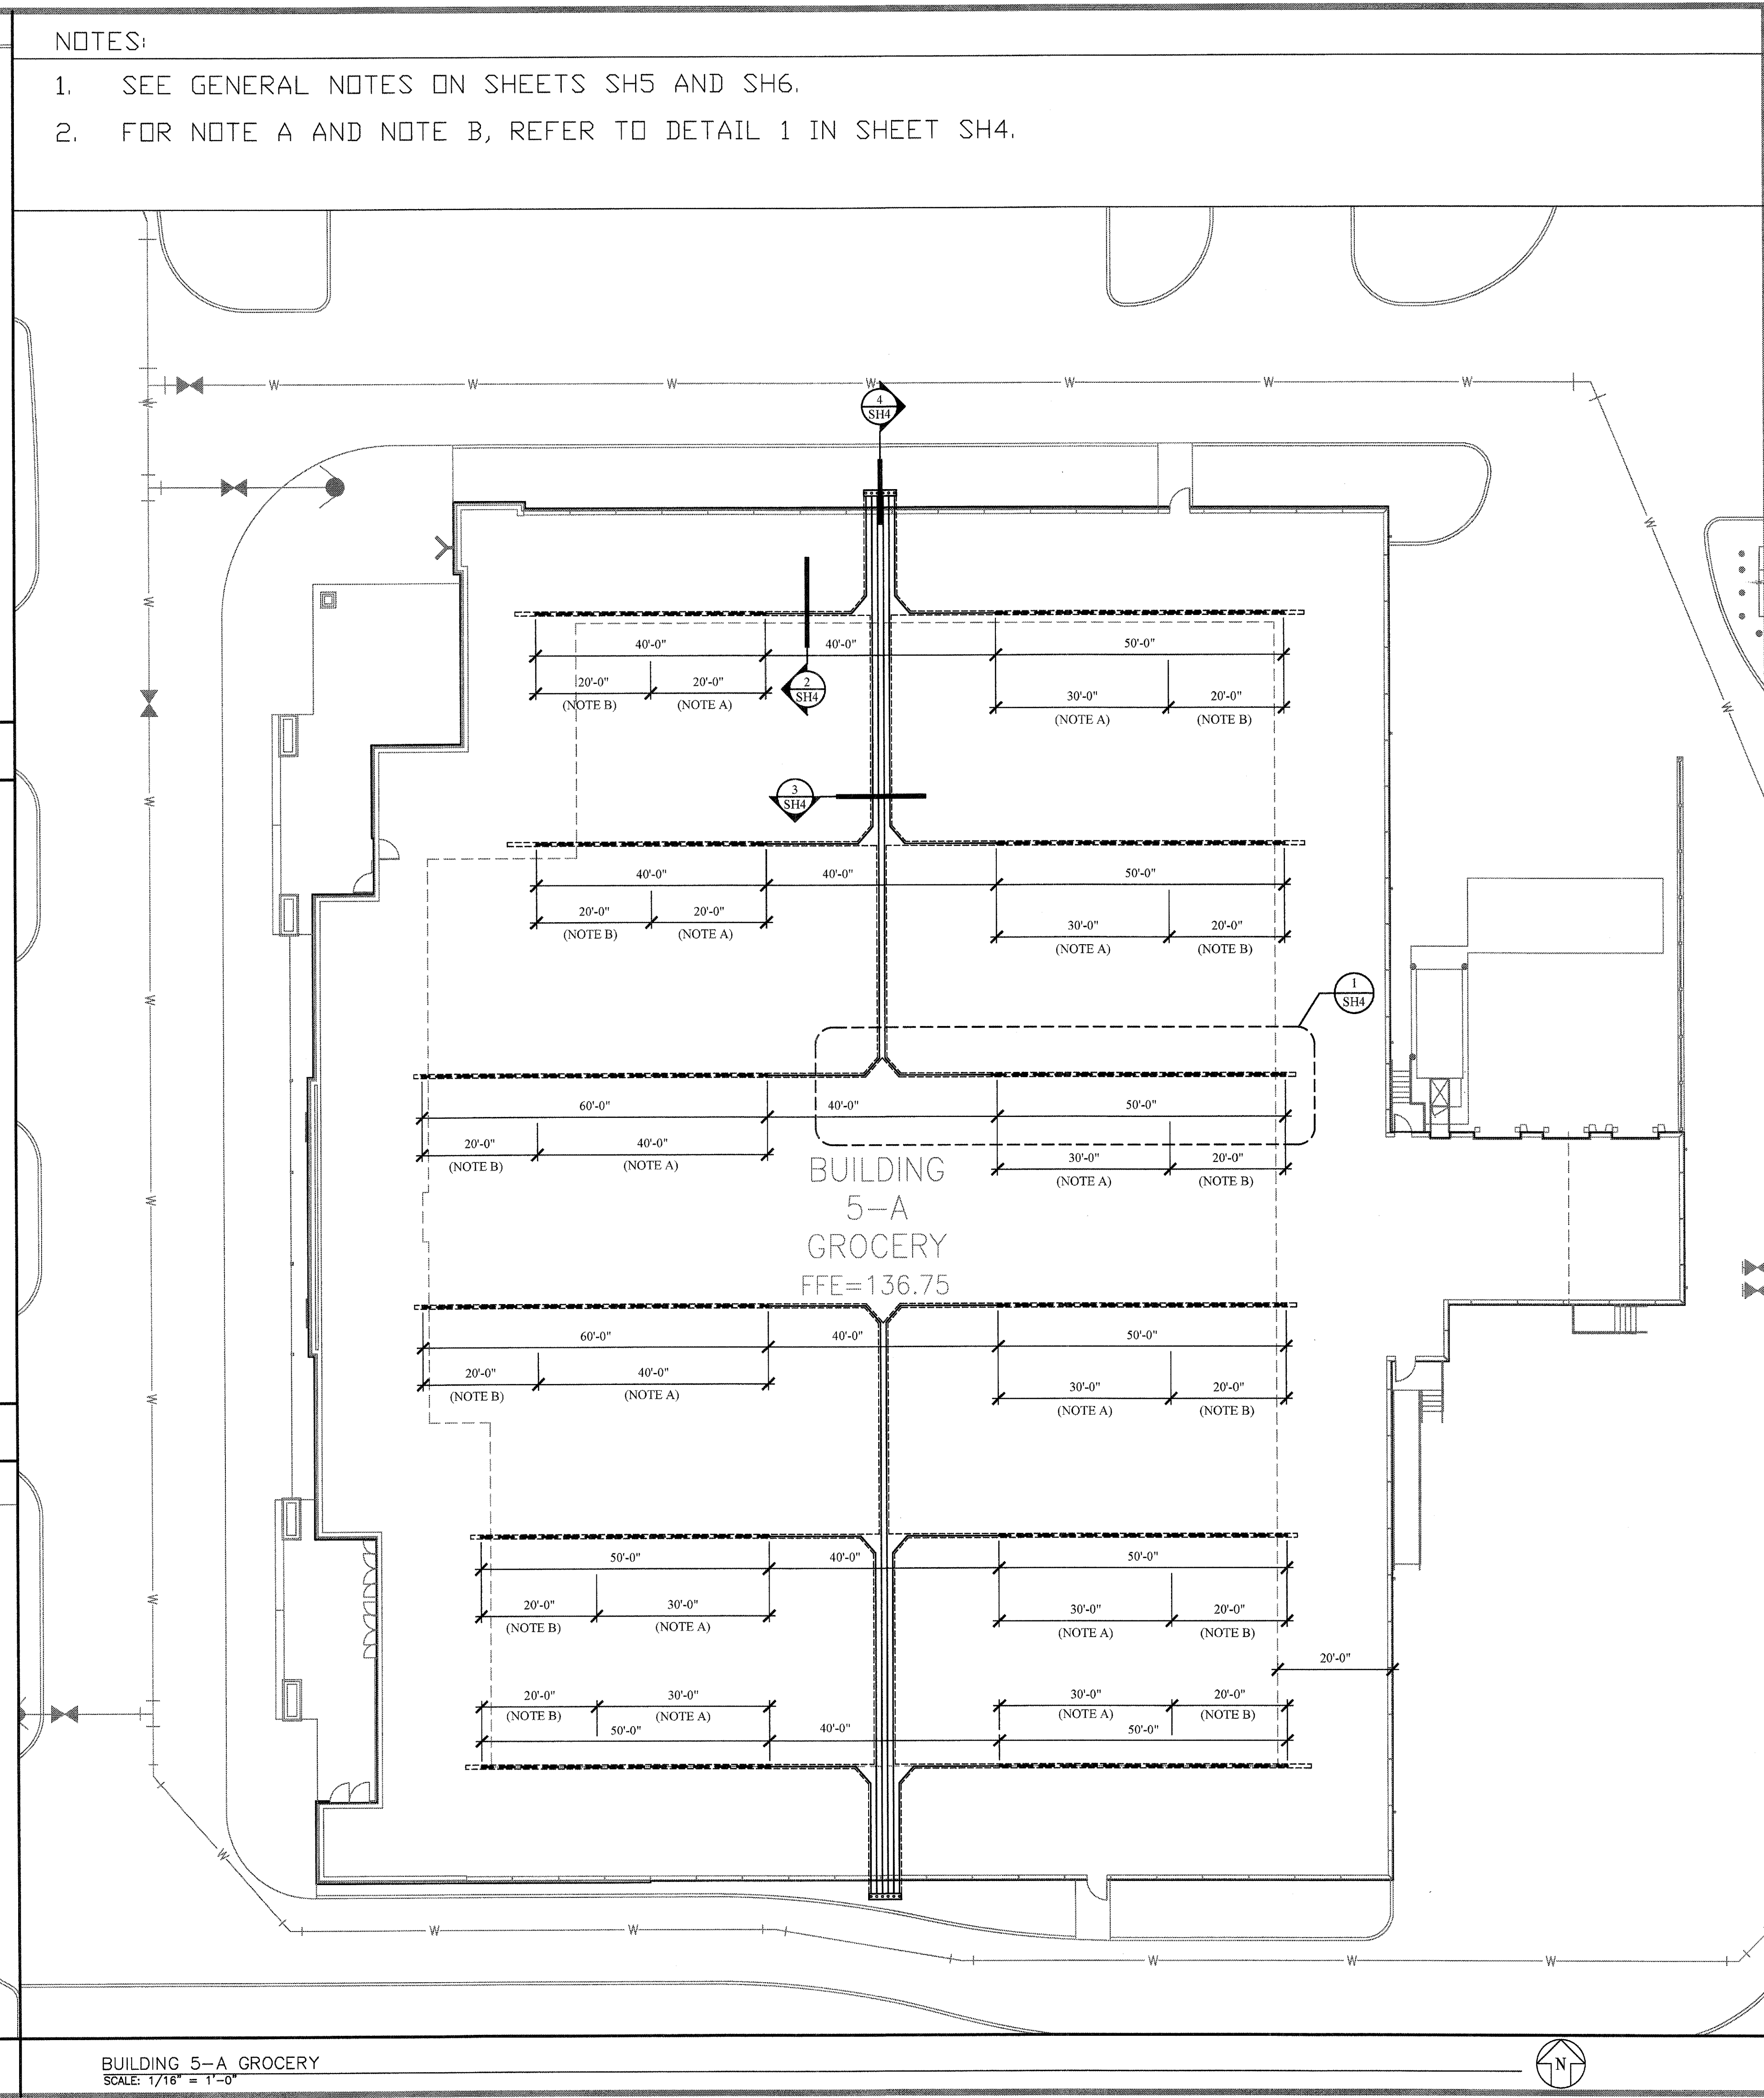 NOTES:
1. SEE GENERAL NOTES ON SHEETS SH5 AND SH6.
2. FOR NOTE A AND NOTE B, REFER TO DETAIL 1 IN SHEET SH4.
W W W W W W W
4
SH4
W
W
W
40'-0" 40'-0" 50'-0"
20'-0" 20'-0" 30'-0" 20'-0"
(NOTE B) (NOTE A) (NOTE A) (NOTE B)
2
SH4
W
W
3
SH4
40'-0" 40'-0" 50'-0"
20'-0" 20'-0" 30'-0" 20'-0"
(NOTE B) (NOTE A) (NOTE A) (NOTE B)
1
SH4
W
60'-0" 40'-0" 50'-0"
20'-0" 40'-0" 30'-0" 20'-0"
(NOTE B) (NOTE A) (NOTE A) (NOTE B)
BUILDING
5-A
GROCERY
FFE=136.75
W
60'-0" 40'-0" 50'-0"
20'-0" 40'-0" 30'-0" 20'-0"
(NOTE B) (NOTE A) (NOTE A) (NOTE B)
W
50'-0" 40'-0" 50'-0"
20'-0" 30'-0" 30'-0" 20'-0"
(NOTE B) (NOTE A) (NOTE A) (NOTE B)
W
20'-0"
20'-0" 30'-0" 30'-0" 20'-0"
(NOTE B) (NOTE A) (NOTE A) (NOTE B)
50'-0" 40'-0" 50'-0"
W
W W W W W
BUILDING 5-A GROCERY
SCALE: 1/16" = 1'-0"
N